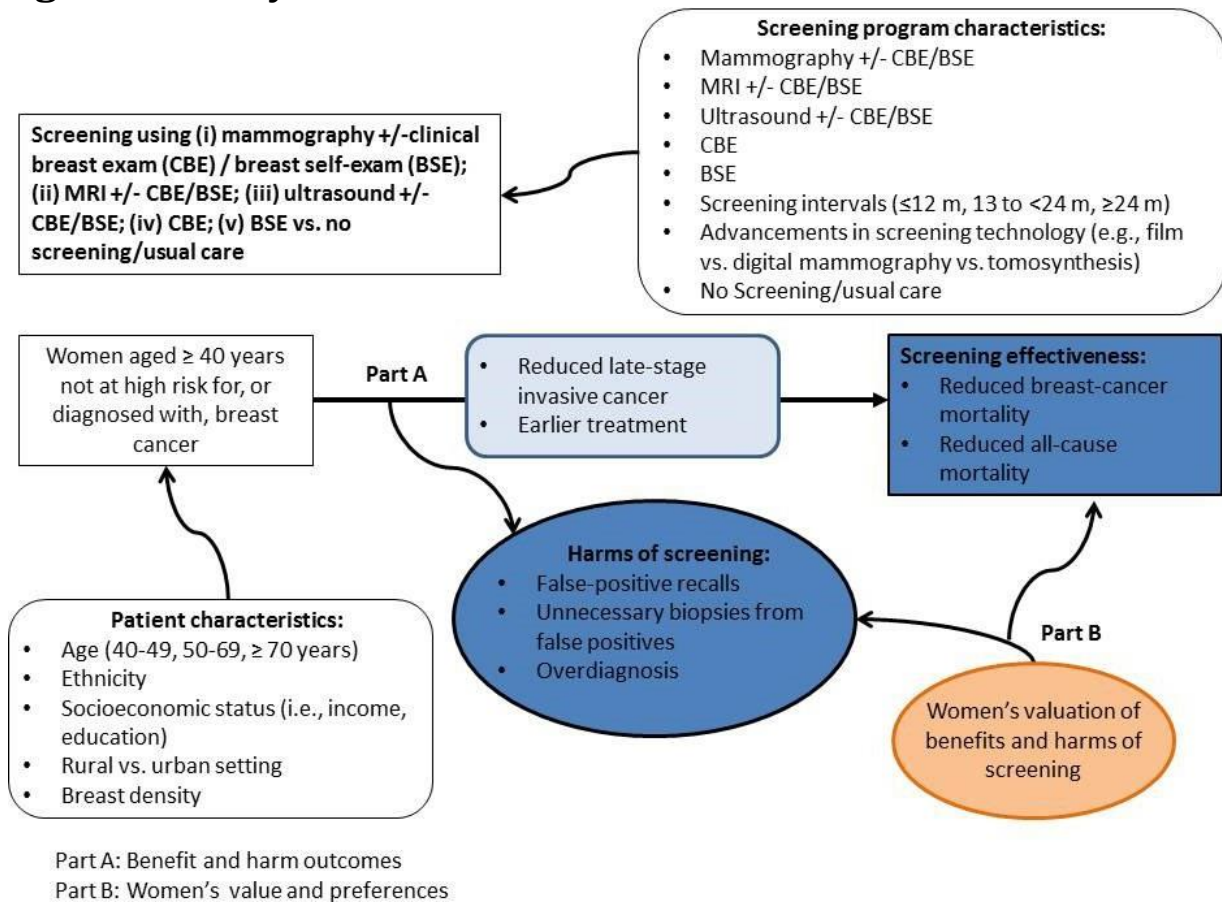 Screening program characteristics:
• Mammography +/- CBE/BSE
• MRI +/- CBE/BSE
• Ultrasound +/- CBE/BSE
• CBE
• BSE
• Screening intervals (≤12 m, 13 to <24 m, ≥24 m)
• Advancements in screening technology (e.g., film
vs. digital mammography vs. tomosynthesis)
• No Screening/usual care
Screening using (i) mammography +/-clinical
breast exam (CBE) / breast self-exam (BSE);
(ii) MRI +/- CBE/BSE; (iii) ultrasound +/-
CBE/BSE; (iv) CBE; (v) BSE vs. no
screening/usual care
Women aged ≥ 40 years
not at high risk for, or
diagnosed with, breast
cancer
Part A
• Reduced late-stage
invasive cancer
• Earlier treatment
Screening effectiveness:
• Reduced breast-cancer
mortality
• Reduced all-cause
mortality
Harms of screening:
• False-positive recalls
• Unnecessary biopsies from
false positives
• Overdiagnosis
Part B
Women’s valuation of
benefits and harms of
screening
Patient characteristics:
• Age (40-49, 50-69, ≥ 70 years)
• Ethnicity
• Socioeconomic status (i.e., income,
education)
• Rural vs. urban setting
• Breast density
Part A: Benefit and harm outcomes
Part B: Women’s value and preferences